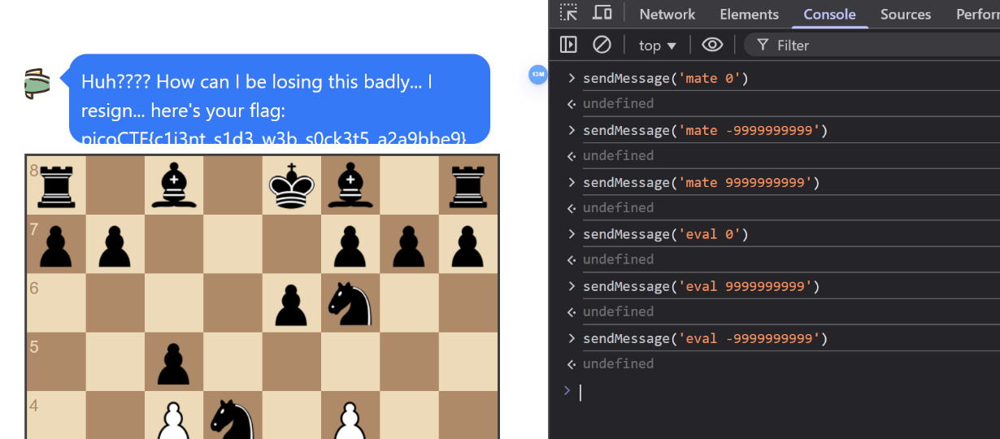 Huh???? How can I be losing this badly... I
resign... here's your flag:
picoCTF{c1i3nt_s1d3_w3b_s0ck3t5_a2a9bbe9}
8
7
6
5
4
13M
Network Elements Console Sources Perfor
top ▼ Filter
> sendMessage('mate 0')
undefined
> sendMessage('mate -9999999999')
undefined
> sendMessage('mate 9999999999')
undefined
> sendMessage('eval 0')
undefined
> sendMessage('eval 9999999999')
undefined
> sendMessage('eval -9999999999')
undefined
>